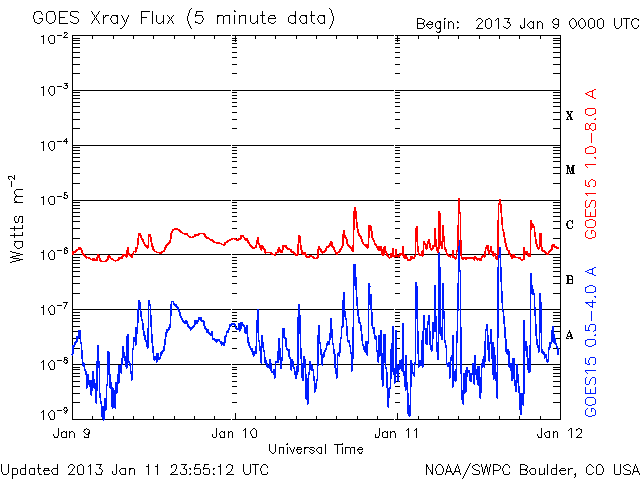 GOES Xray Flux (5 minute data)
Begin: 2013 Jan 9 0000 UTC
10-2
10-3
10-4
10-5
10-6
10-7
10-8
10-9
Watts m-2
X
M
C
B
A
GOES15 1.0-8.0 A
GOES15 0.5-4.0 A
Jan 9
Jan 10
Jan 11
Jan 12
Universal Time
Updated 2013 Jan 11 23:55:12 UTC
NOAA/SWPC Boulder, CO USA